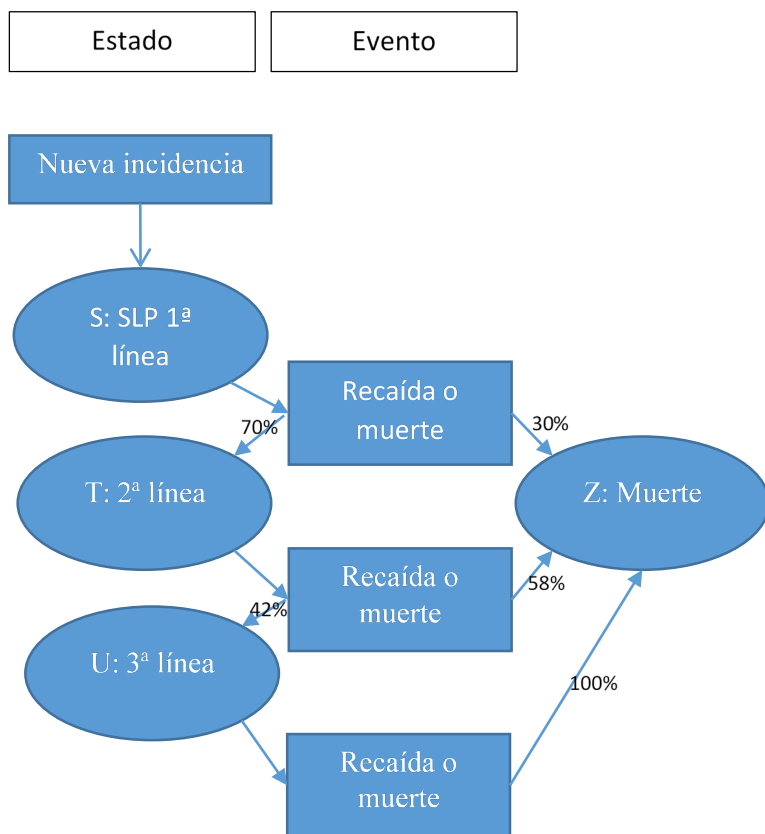 Estado
Evento
Nueva incidencia
S: SLP 1ª
línea
Recaída o
muerte
70%
30%
T: 2ª línea
Z: Muerte
Recaída o
muerte
42%
58%
U: 3ª línea
100%
Recaída o
muerte